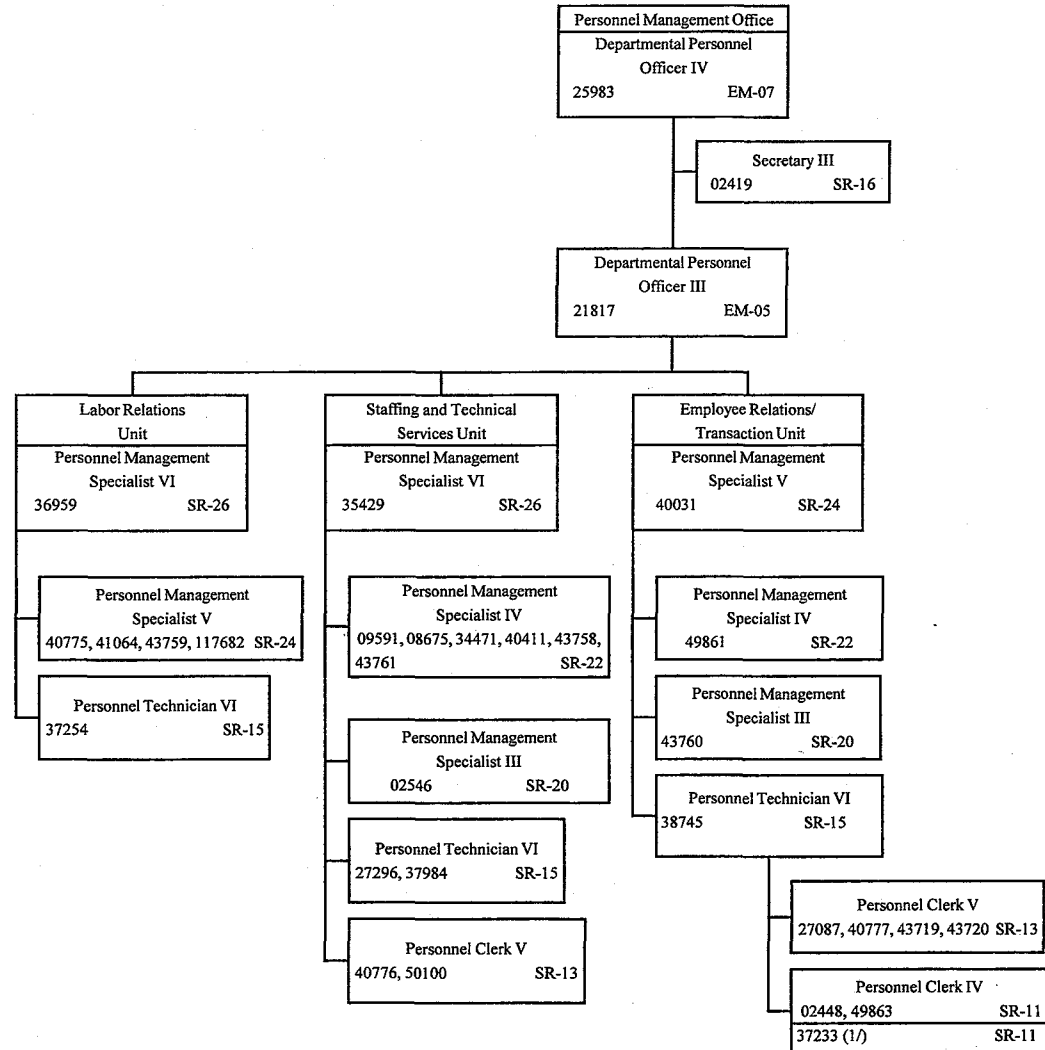 Personnel Management Office
Departmental Personnel
Officer IV
25983 EM-07
Secretary III
02419 SR-16
Departmental Personnel
Officer III
21817 EM-05
Labor Relations
Unit
Personnel Management
Specialist VI
36959 SR-26
Personnel Management
Specialist V
40775, 41064, 43759, 117682 SR-24
Personnel Technician VI
37254 SR-15
Staffing and Technical
Services Unit
Personnel Management
Specialist VI
35429 SR-26
Personnel Management
Specialist IV
09591, 08675, 34471, 40411, 43758,
43761 SR-22
Personnel Management
Specialist III
02546 SR-20
Personnel Technician VI
27296, 37984 SR-15
Personnel Clerk V
40776, 50100 SR-13
Employee Relations/
Transaction Unit
Personnel Management
Specialist V
40031 SR-24
Personnel Management
Specialist IV
49861 SR-22
Personnel Management
Specialist III
43760 SR-20
Personnel Technician VI
38745 SR-15
Personnel Clerk V
27087, 40777, 43719, 43720 SR-13
Personnel Clerk IV
02448, 49863 SR-11
37233 (1/) SR-11